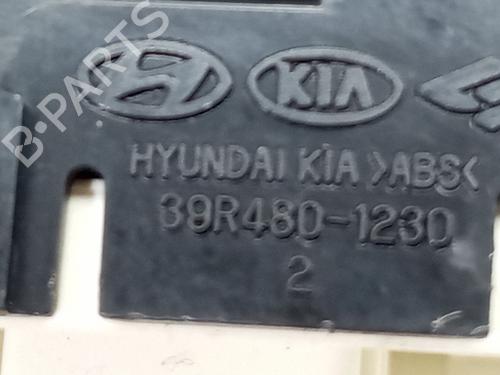 B-PARTS
KIA
HYUNDAI KIA >ABS<
39R480-1230
2